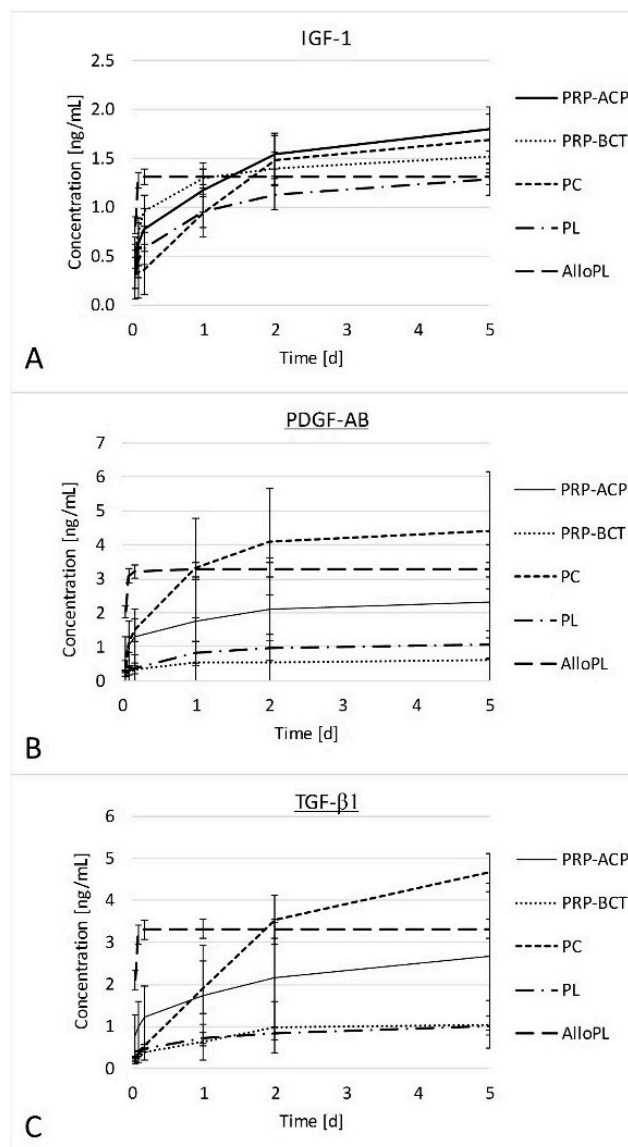 IGF-1
Concentration [ng/mL]
2.5
2.0
1.5
1.0
0.5
0.0
0 1 2 3 4 5
Time [d]
PRP-ACP
PRP-BCT
PC
PL
AlloPL
A
PDGF-AB
Concentration [ng/mL]
7
6
5
4
3
2
1
0
0 1 2 3 4 5
Time [d]
PRP-ACP
PRP-BCT
PC
PL
AlloPL
B
TGF-β1
Concentration [ng/mL]
6
5
4
3
2
1
0
0 1 2 3 4 5
Time [d]
PRP-ACP
PRP-BCT
PC
PL
AlloPL
C